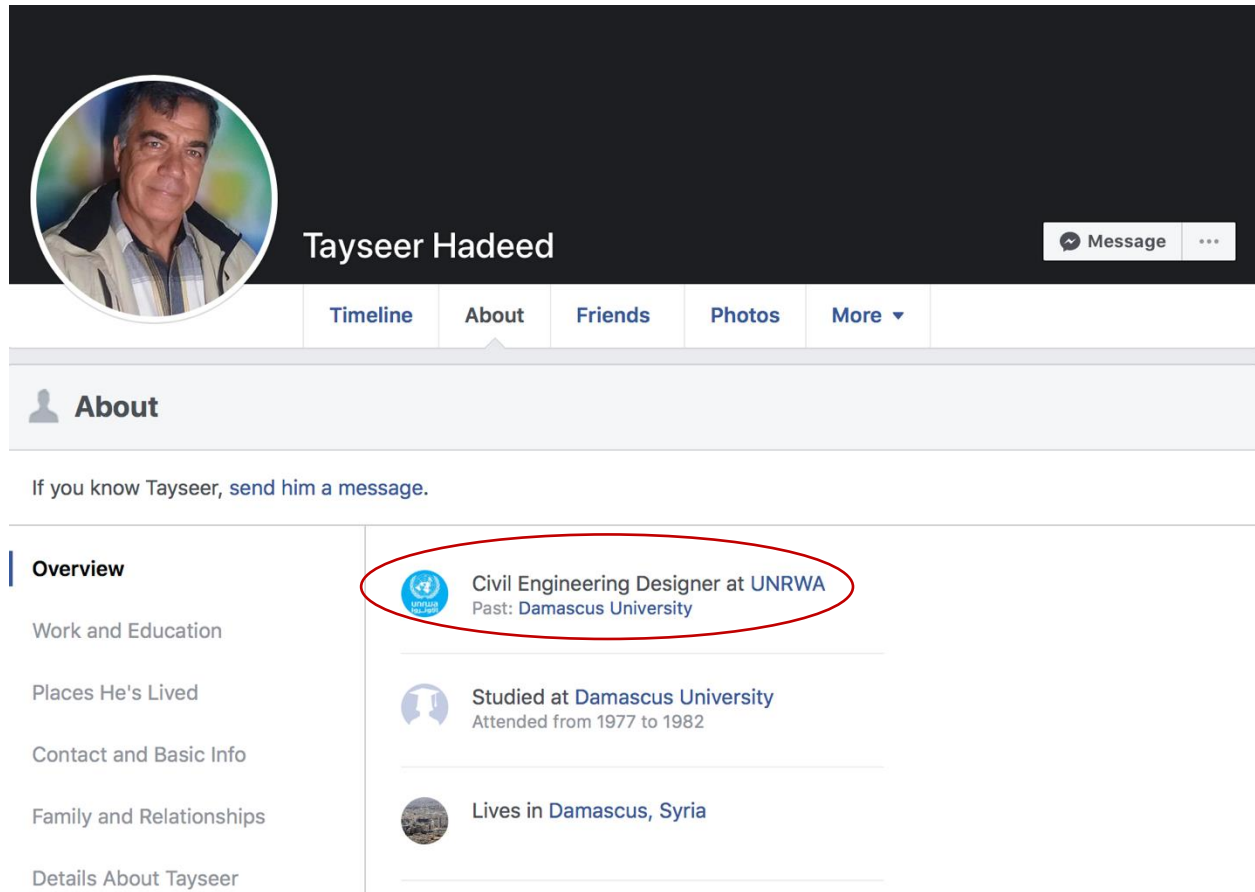 Tayseer Hadeed
Message
Timeline About Friends Photos More
About
If you know Tayseer, send him a message.
Overview
Work and Education
Places He's Lived
Contact and Basic Info
Family and Relationships
Details About Tayseer
unrwa
الأونروا
Civil Engineering Designer at UNRWA
Past: Damascus University
Studied at Damascus University
Attended from 1977 to 1982
Lives in Damascus, Syria